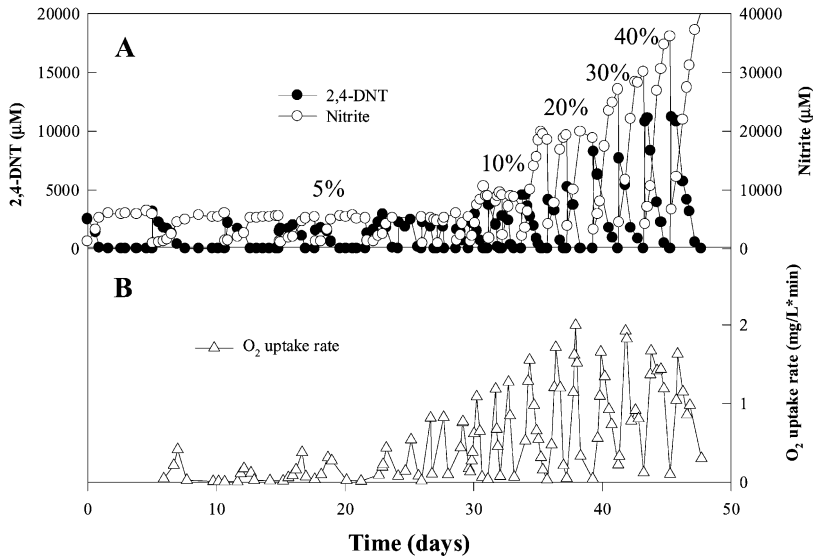 20000
15000
10000
5000
0
2,4-DNT (µM)
A
2,4-DNT
Nitrite
5%
10%
20%
30%
40%
40000
30000
20000
10000
0
Nitrite (µM)
B
O2 uptake rate
2
1
0
O2 uptake rate (mg/L*min)
0 10 20 30 40 50
Time (days)